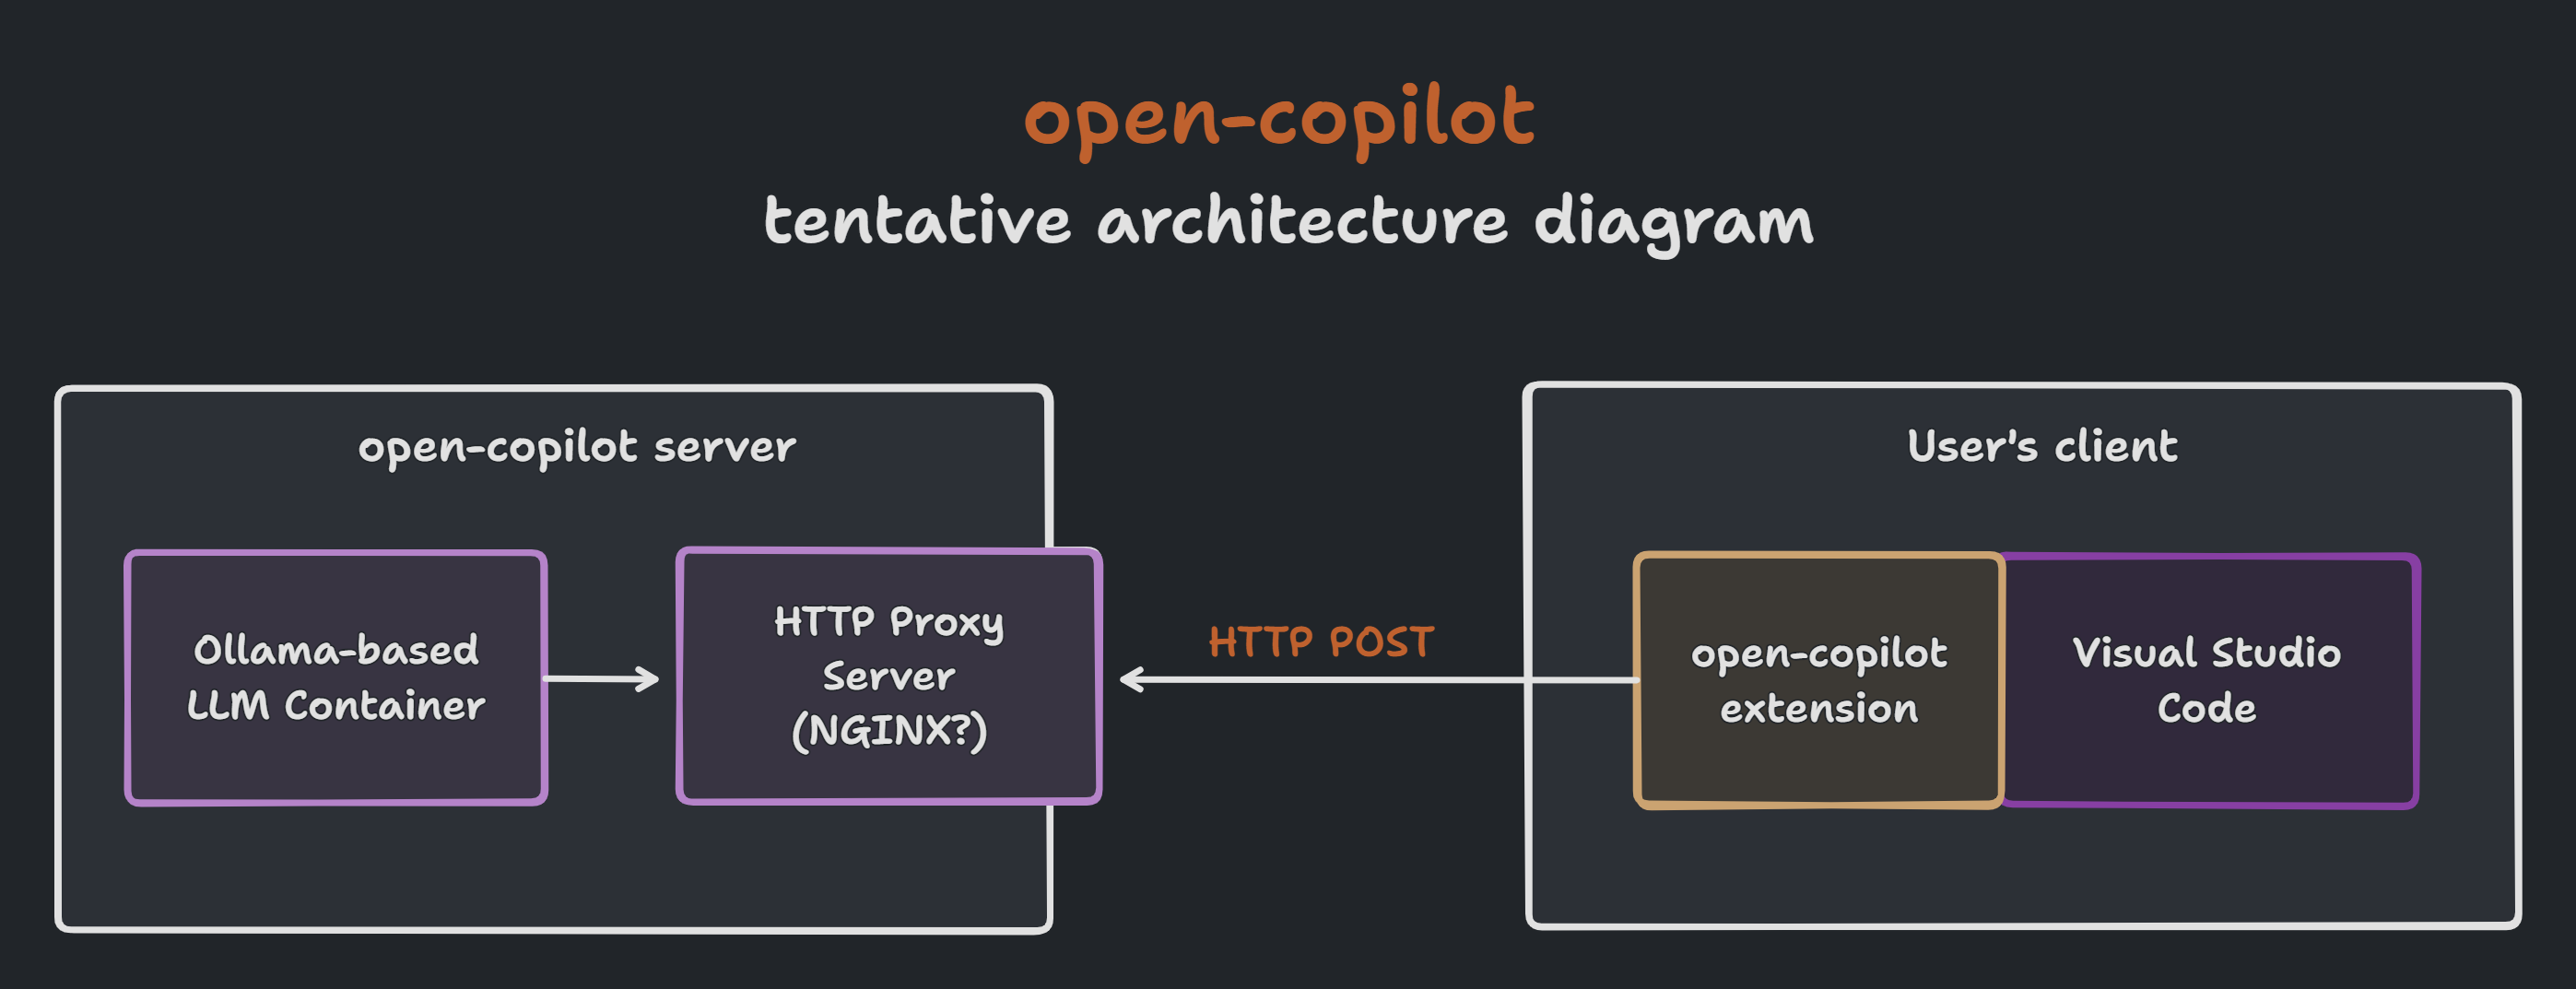 open-copilot
tentative architecture diagram
open-copilot server
Ollama-based
LLM Container
HTTP Proxy
Server
(NGINX?)
HTTP POST
User's client
open-copilot
extension
Visual Studio
Code